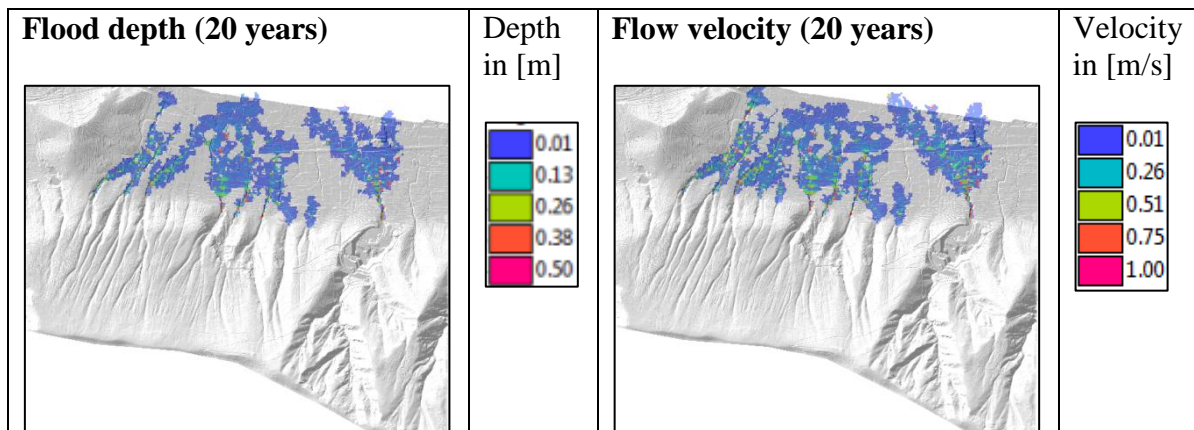 Flood depth (20 years)
Depth
in [m]
0.01
0.13
0.26
0.38
0.50
Flow velocity (20 years)
Velocity
in [m/s]
0.01
0.26
0.51
0.75
1.00